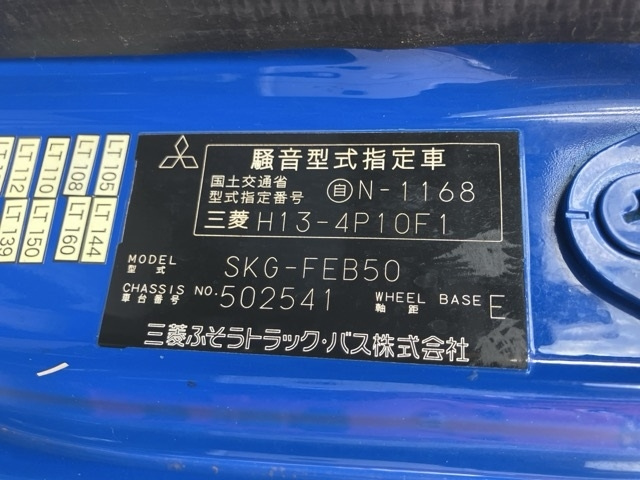 騒音型式指定車
国土交通省
型式指定番号 自N-1168
三菱 H13-4P10F1
MODEL
型式 SKG-FEB50
CHASSIS NO. 502541 WHEEL BASE E
車台番号 軸距
三菱ふそうトラック・バス株式会社
LT 112 LT 110 LT 108 LT 105
LT 139 LT 150 LT 160 LT 144